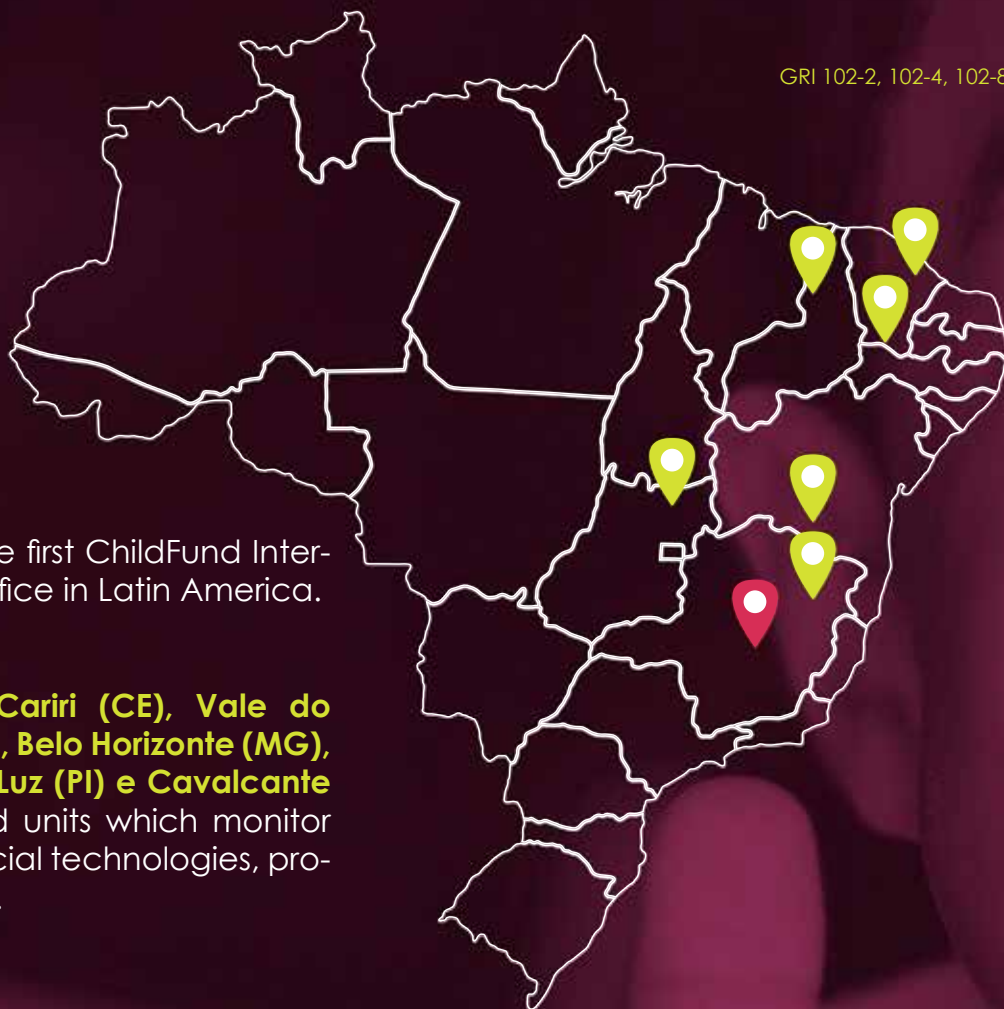 GRI 102-2, 102-4, 102-8
e first ChildFund Inter-
fice in Latin America.
Cariri (CE), Vale do
, Belo Horizonte (MG),
Luz (PI) e Cavalcante
d units which monitor
cial technologies, pro-
.